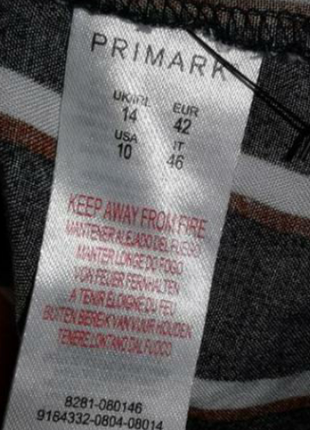 PRIMARK
UK/IRL EUR
14 42
USA IT
10 46
KEEP AWAY FROM FIRE
MANTENER ALEJADO DEL FUEGO
MANTER LONGE DO FOGO
VON FEUER FERNHALTEN
A TENIR ÉLOIGNE DU FEU
BUITEN BEREIK VAN VUUR HOUDEN
TENERE LONTANO DAL FUOCO
8281-060146
9164332-0804-08014